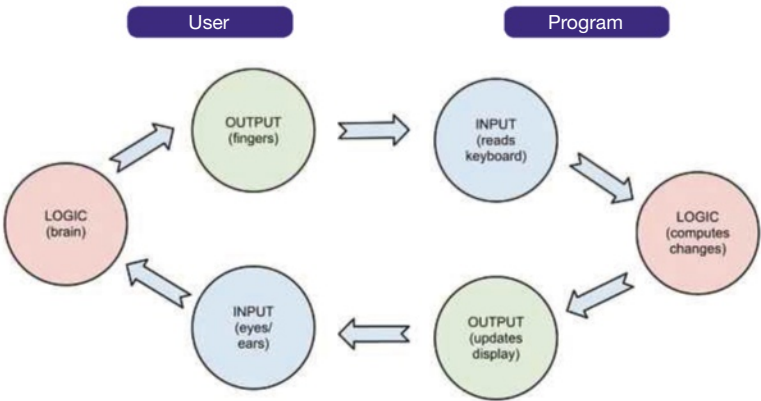 User
Program
OUTPUT
(fingers)
INPUT
(reads
keyboard)
LOGIC
(brain)
LOGIC
(computes
changes)
INPUT
(eyes/
ears)
OUTPUT
(updates
display)